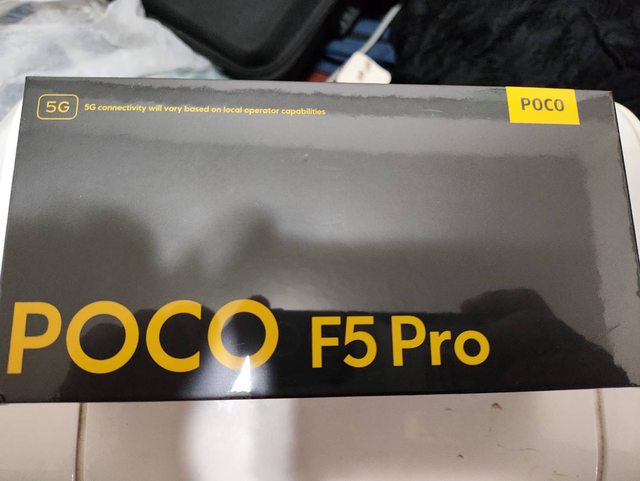 5G
5G connectivity will vary based on local operator capabilities
POCO
POCO F5 Pro